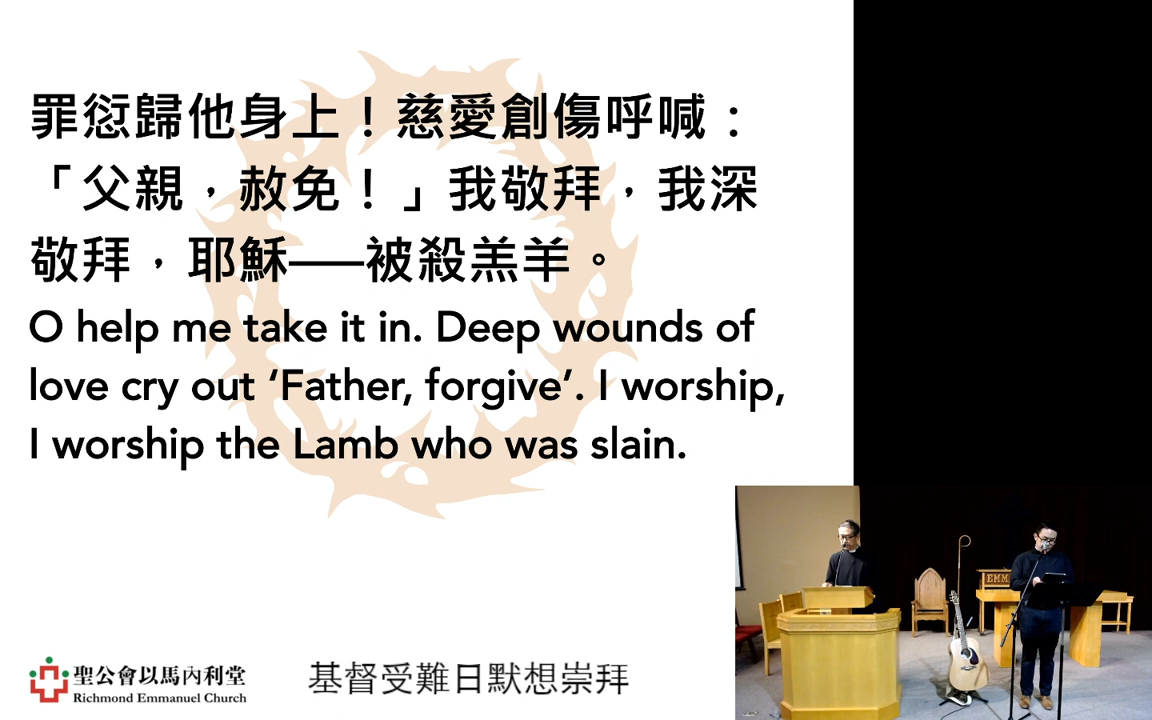 罪愆歸他身上！慈愛創傷呼喊：
「父親，赦免！」我敬拜，我深
敬拜，耶穌——被殺羔羊。
O help me take it in. Deep wounds of
love cry out ‘Father, forgive’. I worship,
I worship the Lamb who was slain.
聖公會以馬內利堂
Richmond Emmanuel Church
基督受難日默想崇拜
EMM